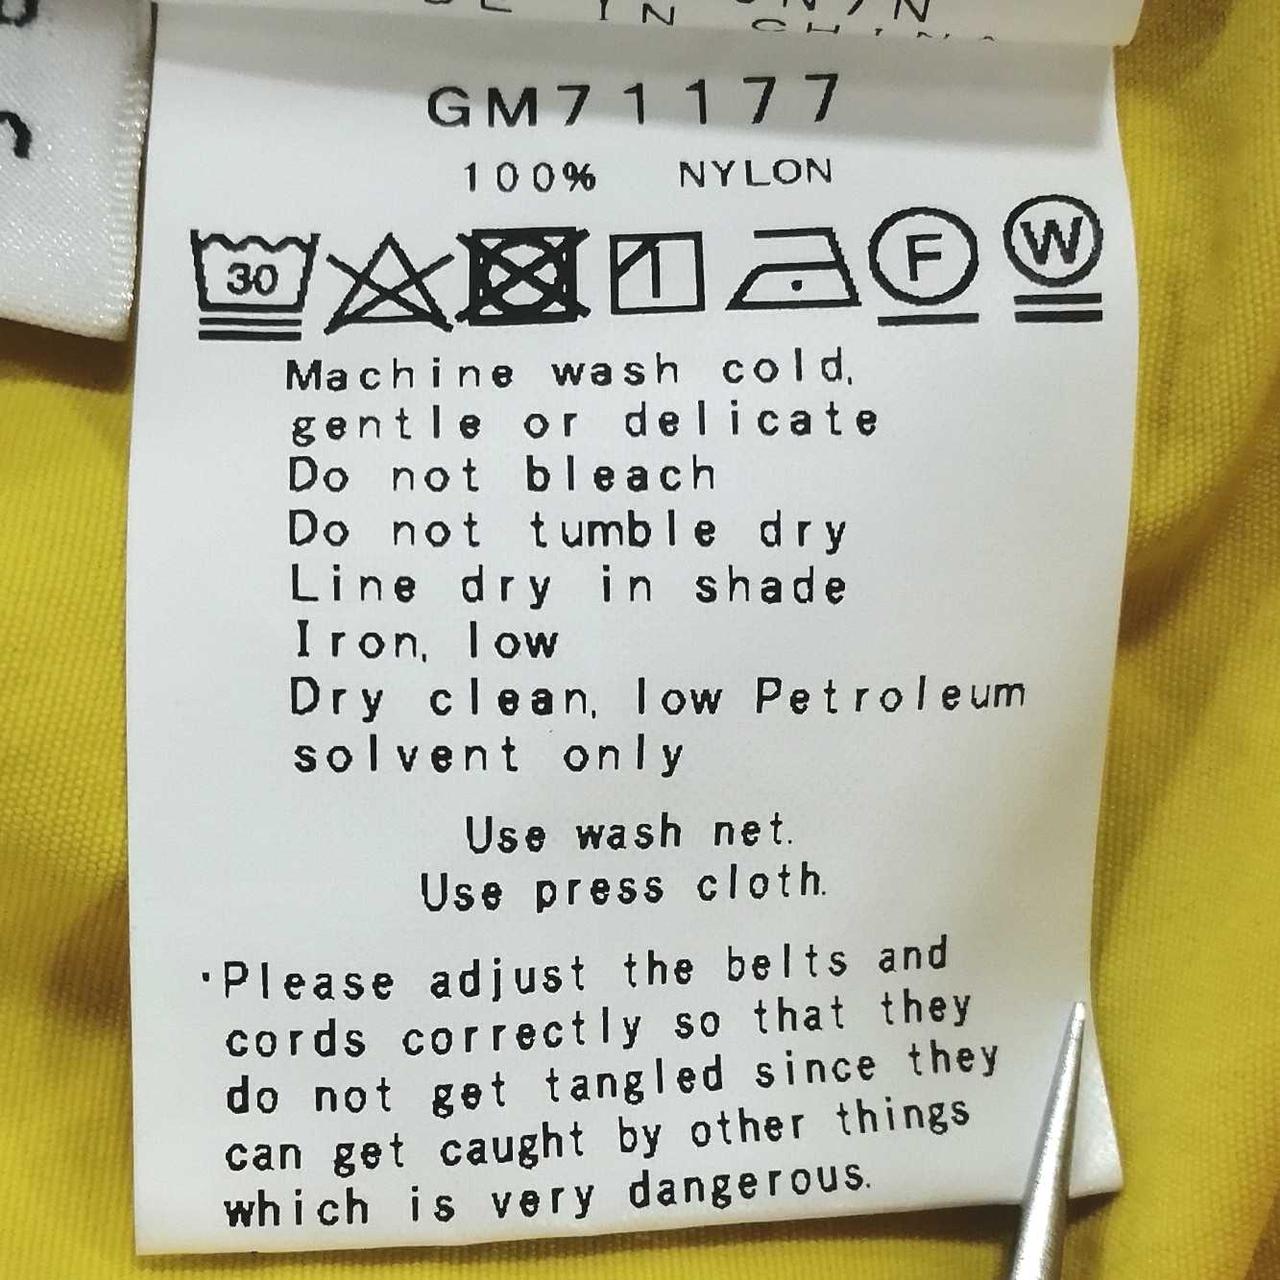 IN
GM71177
100% NYLON
30
F
W
Machine wash cold,
gentle or delicate
Do not bleach
Do not tumble dry
Line dry in shade
Iron, low
Dry clean, low Petroleum
solvent only
Use wash net.
Use press cloth.
·Please adjust the belts and
cords correctly so that they
do not get tangled since they
can get caught by other things
which is very dangerous.